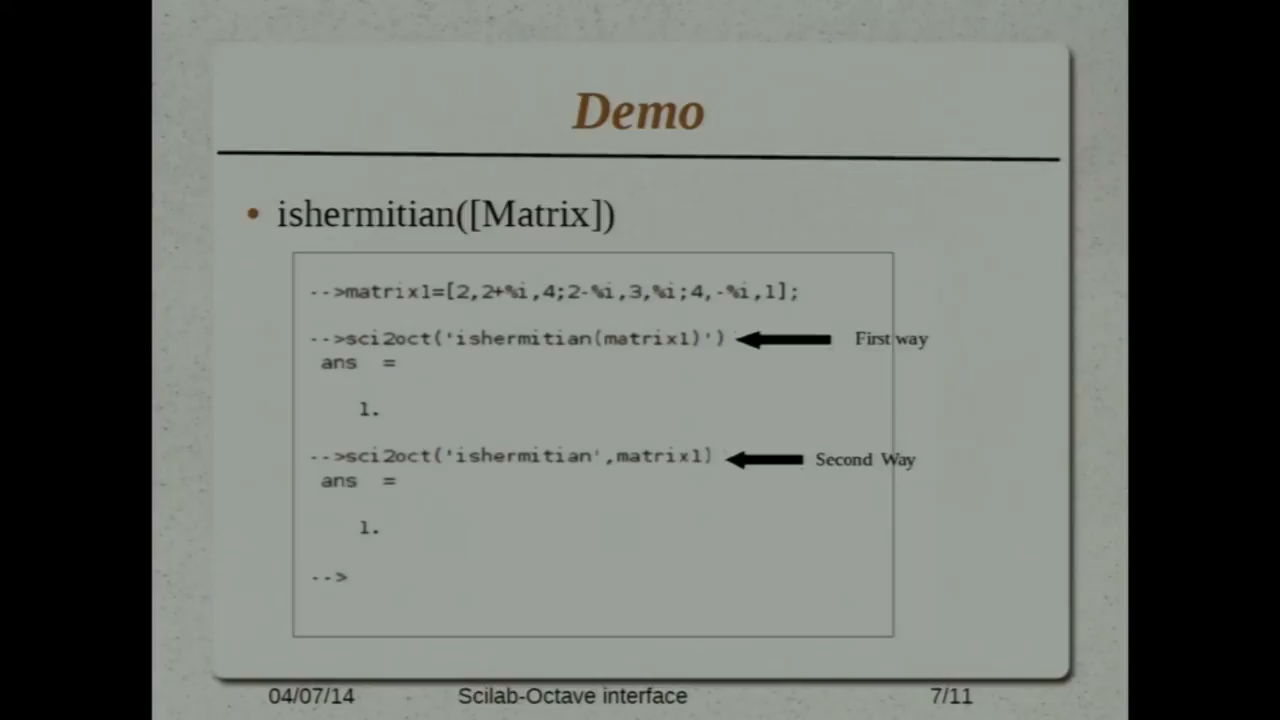 Demo
• ishermitian([Matrix])
-->matrix1=[2,2+%i,4;2-%i,3,%i;4,-%i,1];
-->sci2oct('ishermitian(matrix1)') First way
ans =
1.
-->sci2oct('ishermitian',matrix1) Second Way
ans =
1.
-->
04/07/14 Scilab-Octave interface 7/11